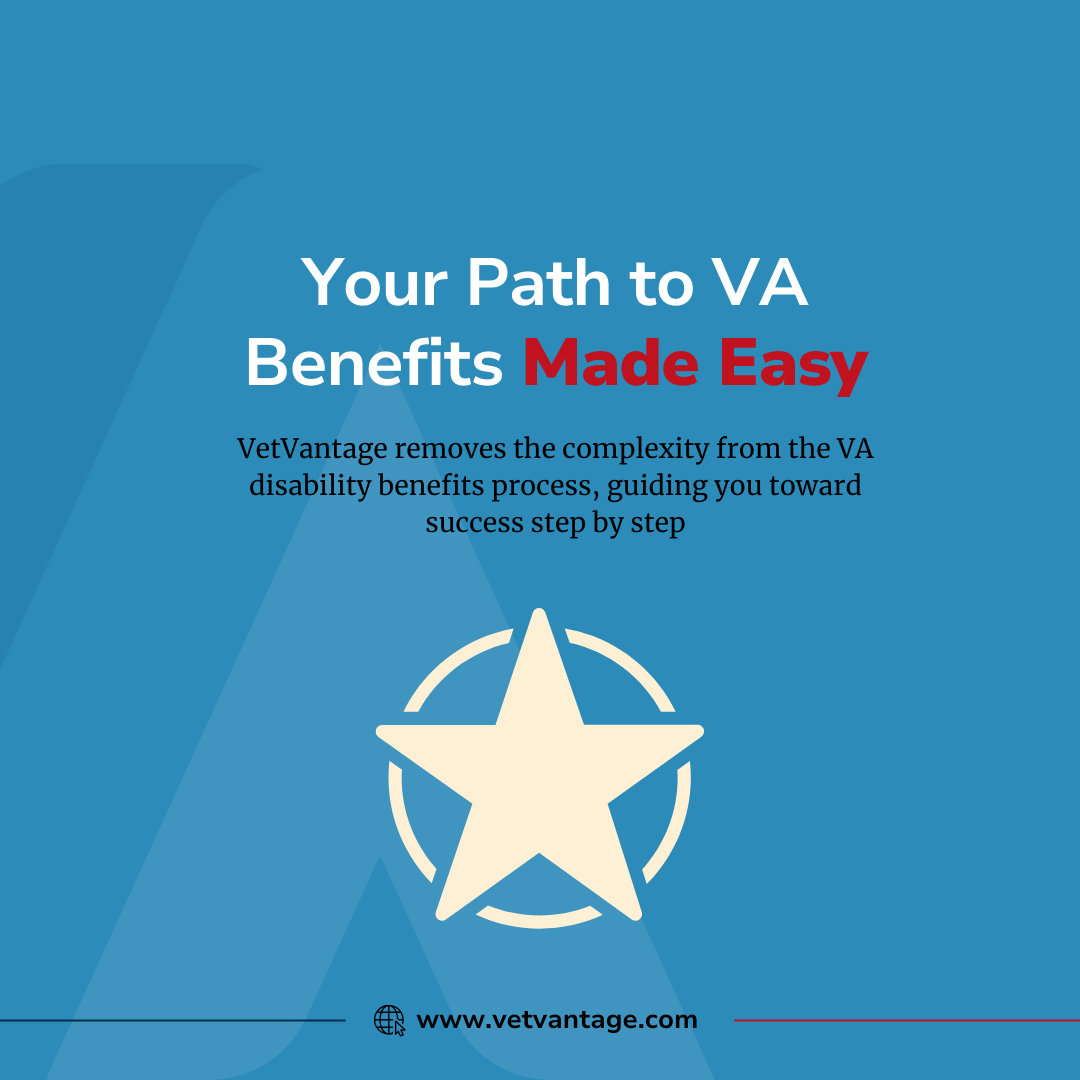 Your Path to VA
Benefits Made Easy
VetVantage removes the complexity from the VA
disability benefits process, guiding you toward
success step by step
www.vetvantage.com